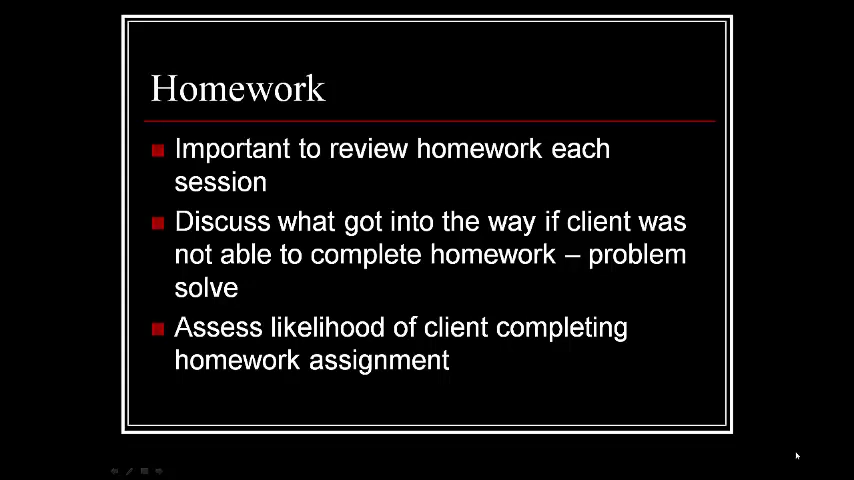 Homework
Important to review homework each
session
Discuss what got into the way if client was
not able to complete homework – problem
solve
Assess likelihood of client completing
homework assignment